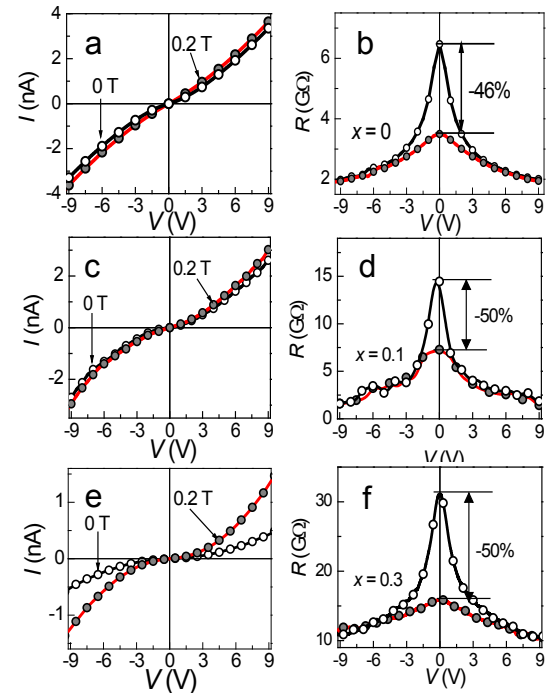 a
I (nA)
4
2
0
-2
-4
0 T
0.2 T
-9 -6 -3 0 3 6 9
V (V)
b
R (GΩ)
6
4
2
x = 0
-46%
-9 -6 -3 0 3 6 9
V (V)
c
I (nA)
2
0
-2
0 T
0.2 T
-9 -6 -3 0 3 6 9
V (V)
d
R (GΩ)
15
10
5
0
x = 0.1
-50%
-9 -6 -3 0 3 6 9
V (V)
e
I (nA)
1
0
-1
0 T
0.2 T
-9 -6 -3 0 3 6 9
V (V)
f
R (GΩ)
30
20
10
x = 0.3
-50%
-9 -6 -3 0 3 6 9
V (V)